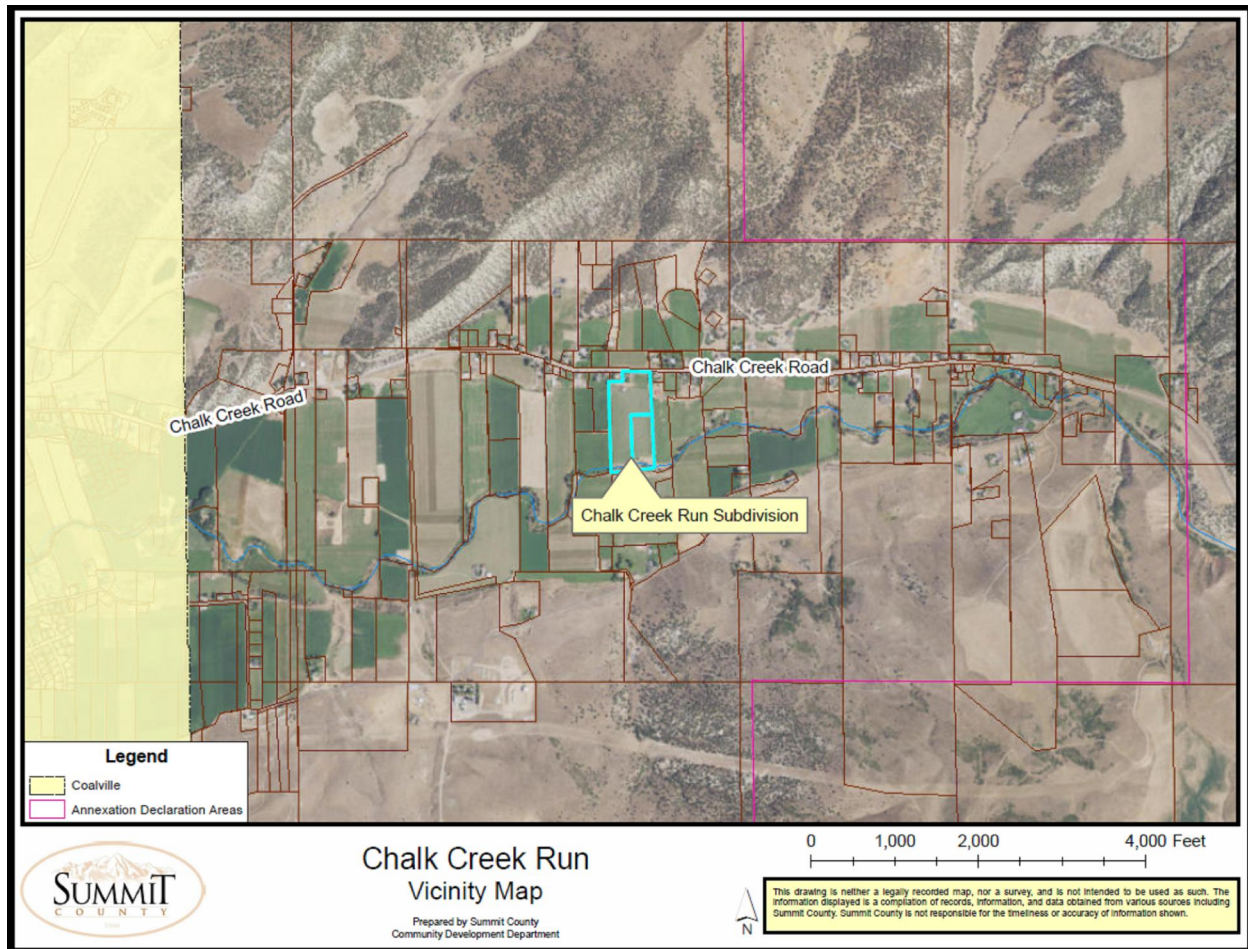 Chalk Creek Road
Chalk Creek Road
Chalk Creek Run Subdivision
Legend
Coalville
Annexation Declaration Areas
SUMMIT
COUNTY
Chalk Creek Run
Vicinity Map
Prepared by Summit County
Community Development Department
0 1,000 2,000 4,000 Feet
N
This drawing is neither a legally recorded map, nor a survey, and is not intended to be used as such. The
information displayed is a compilation of records, information, and data obtained from various sources including
Summit County. Summit County is not responsible for the timeliness or accuracy of information shown.